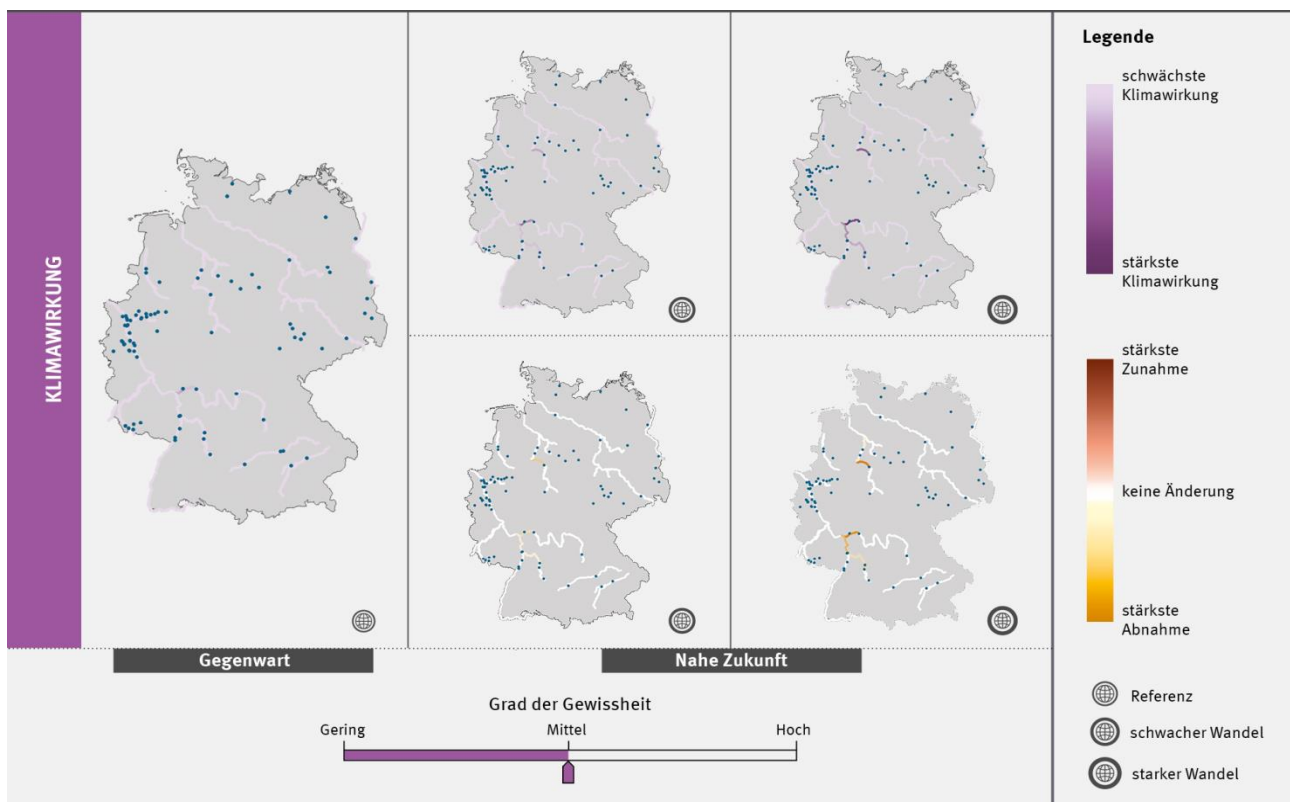 KLIMAWIRKUNG
Gegenwart
Nahe Zukunft
Grad der Gewissheit
Gering
Mittel
Hoch
Legende
schwächste
Klimawirkung
stärkste
Klimawirkung
stärkste
Zunahme
keine Änderung
stärkste
Abnahme
Referenz
schwacher Wandel
starker Wandel